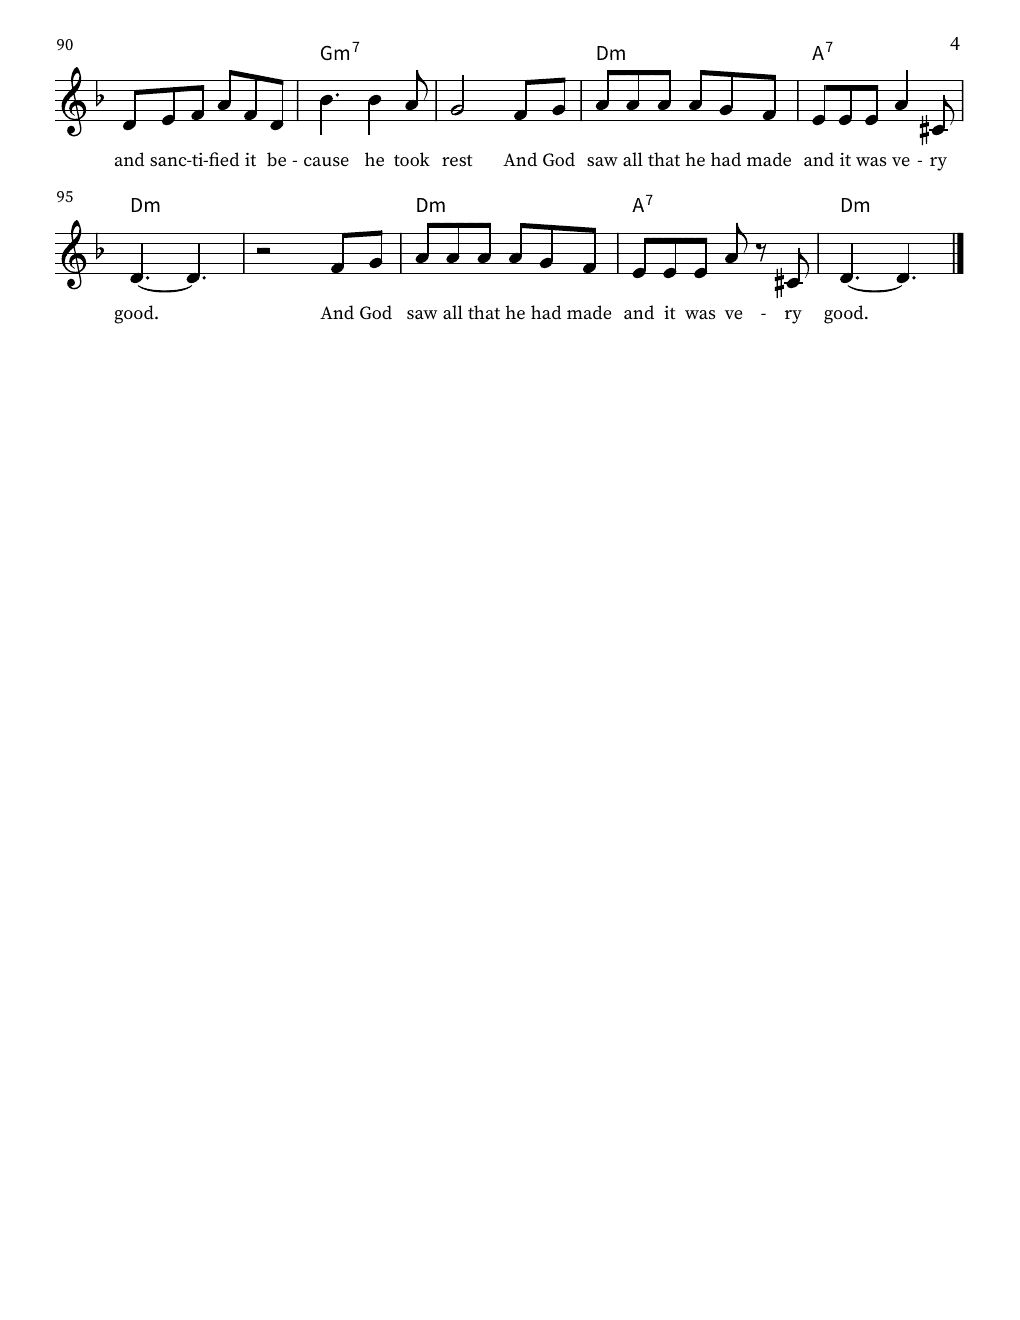 90 4
Gm7 Dm A7
and sanc-ti-fied it be - cause he took rest And God saw all that he had made and it was ve - ry
95
Dm Dm A7 Dm
good. And God saw all that he had made and it was ve - ry good.